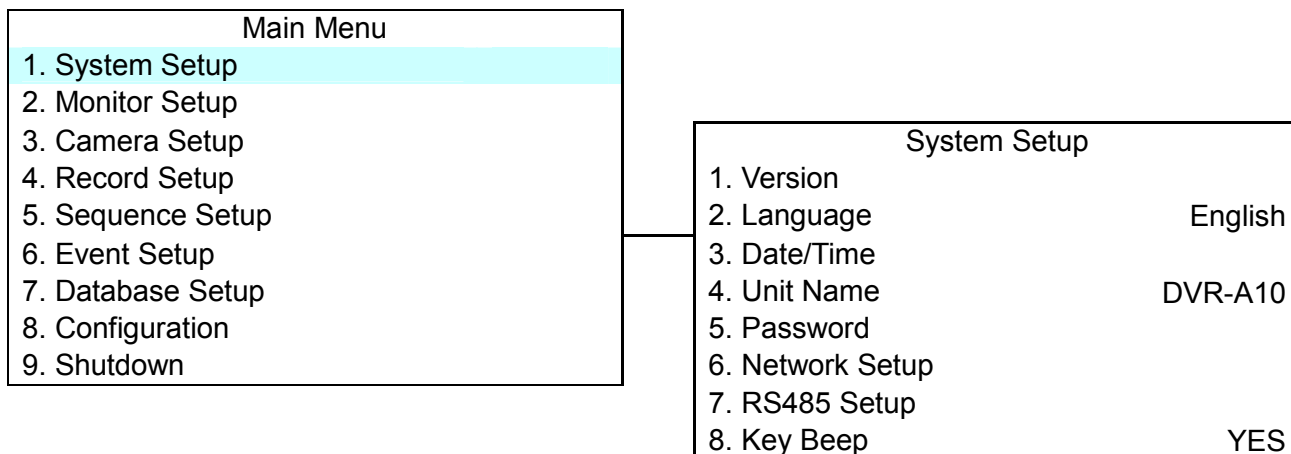 Main Menu
1. System Setup
2. Monitor Setup
3. Camera Setup
4. Record Setup
5. Sequence Setup
6. Event Setup
7. Database Setup
8. Configuration
9. Shutdown
System Setup
1. Version
2. Language English
3. Date/Time
4. Unit Name DVR-A10
5. Password
6. Network Setup
7. RS485 Setup
8. Key Beep YES